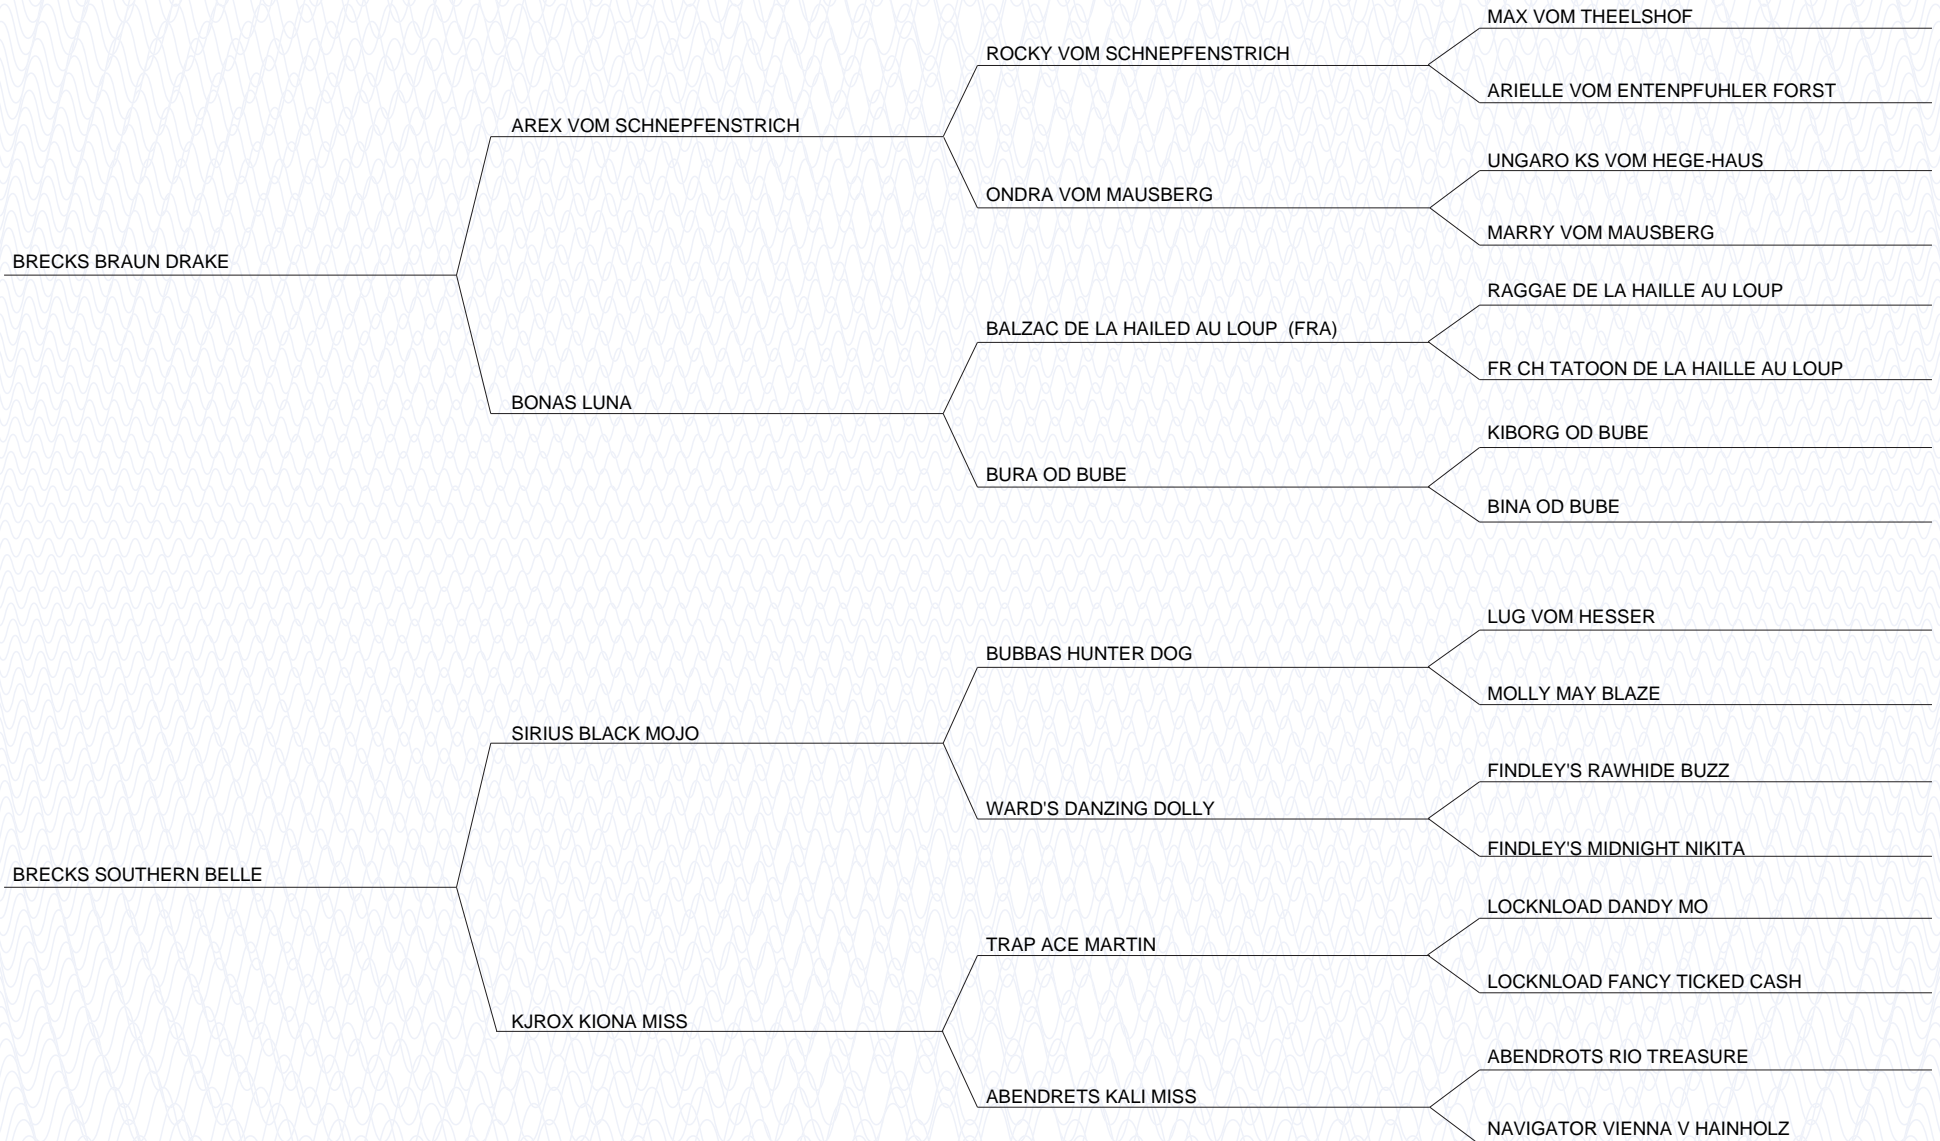 MAX VOM THEELSHOF
ROCKY VOM SCHNEPFENSTRICH
ARIELLE VOM ENTENPFUHLER FORST
AREX VOM SCHNEPFENSTRICH
UNGARO KS VOM HEGE-HAUS
ONDRA VOM MAUSBERG
MARRY VOM MAUSBERG
BRECKS BRAUN DRAKE
RAGGAE DE LA HAILLE AU LOUP
BALZAC DE LA HAILED AU LOUP (FRA)
FR CH TATOON DE LA HAILLE AU LOUP
BONAS LUNA
KIBORG OD BUBE
BURA OD BUBE
BINA OD BUBE
LUG VOM HESSER
BUBBAS HUNTER DOG
MOLLY MAY BLAZE
SIRIUS BLACK MOJO
FINDLEY'S RAWHIDE BUZZ
WARD'S DANZING DOLLY
FINDLEY'S MIDNIGHT NIKITA
BRECKS SOUTHERN BELLE
LOCKNLOAD DANDY MO
TRAP ACE MARTIN
LOCKNLOAD FANCY TICKED CASH
KJROX KIONA MISS
ABENDROTS RIO TREASURE
ABENDRETS KALI MISS
NAVIGATOR VIENNA V HAINHOLZ